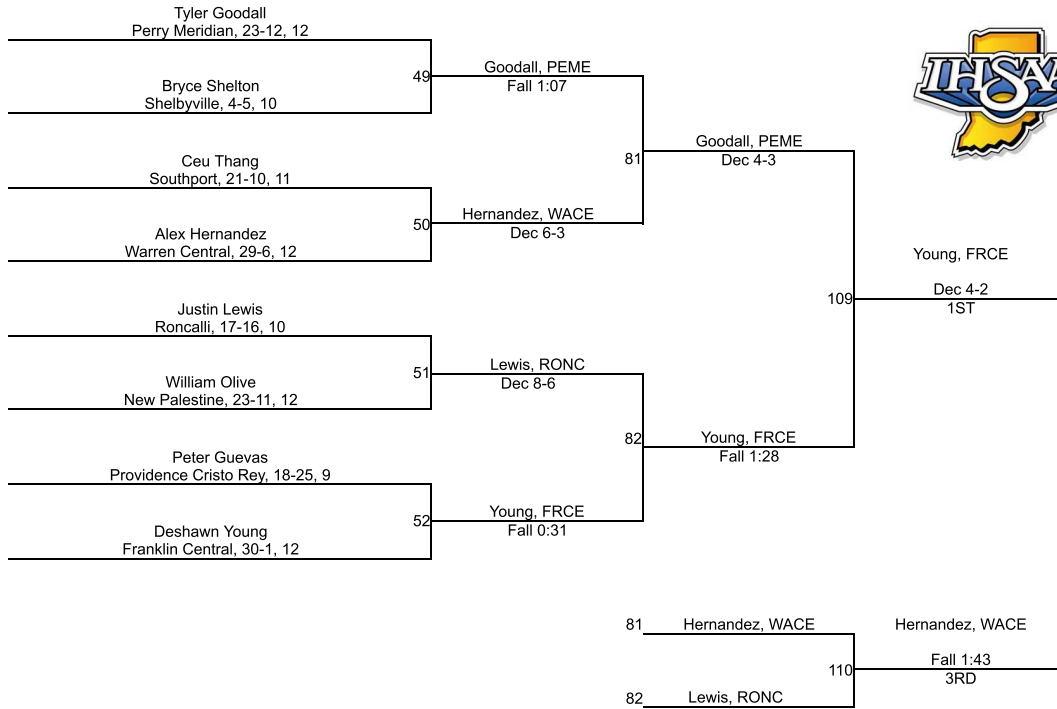 Tyler Goodall
Perry Meridian, 23-12, 12
Bryce Shelton
Shelbyville, 4-5, 10
49
Goodall, PEME
Fall 1:07
Ceu Thang
Southport, 21-10, 11
Alex Hernandez
Warren Central, 29-6, 12
50
Hernandez, WACE
Dec 6-3
81
Goodall, PEME
Dec 4-3
Justin Lewis
Roncalli, 17-16, 10
William Olive
New Palestine, 23-11, 12
51
Lewis, RONC
Dec 8-6
Peter Guevas
Providence Cristo Rey, 18-25, 9
Deshawn Young
Franklin Central, 30-1, 12
52
Young, FRCE
Fall 0:31
82
Young, FRCE
Fall 1:28
109
Young, FRCE
Dec 4-2
1ST
81
Hernandez, WACE
82
Lewis, RONC
110
Hernandez, WACE
Fall 1:43
3RD
IHSAA